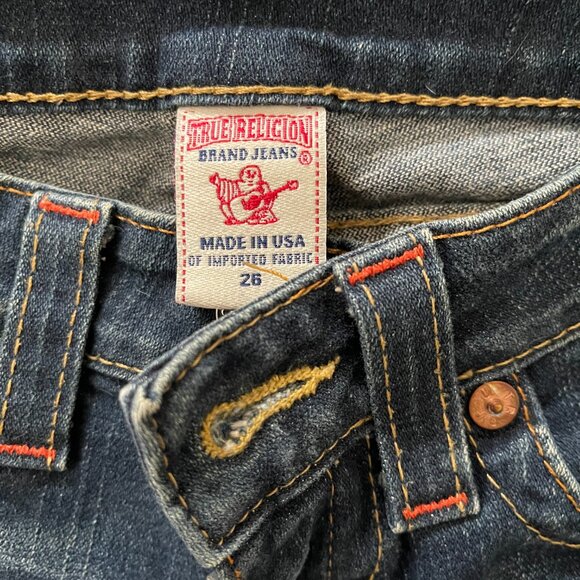 TRUE RELIGION
BRAND JEANS ®
MADE IN USA
OF IMPORTED FABRIC
26